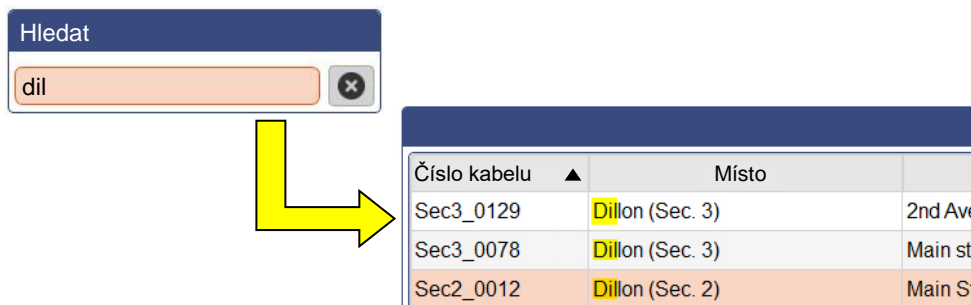 Hledat
dil
Číslo kabelu ▲ Místo
Sec3_0129 Dillon (Sec. 3) 2nd Ave
Sec3_0078 Dillon (Sec. 3) Main st
Sec2_0012 Dillon (Sec. 2) Main